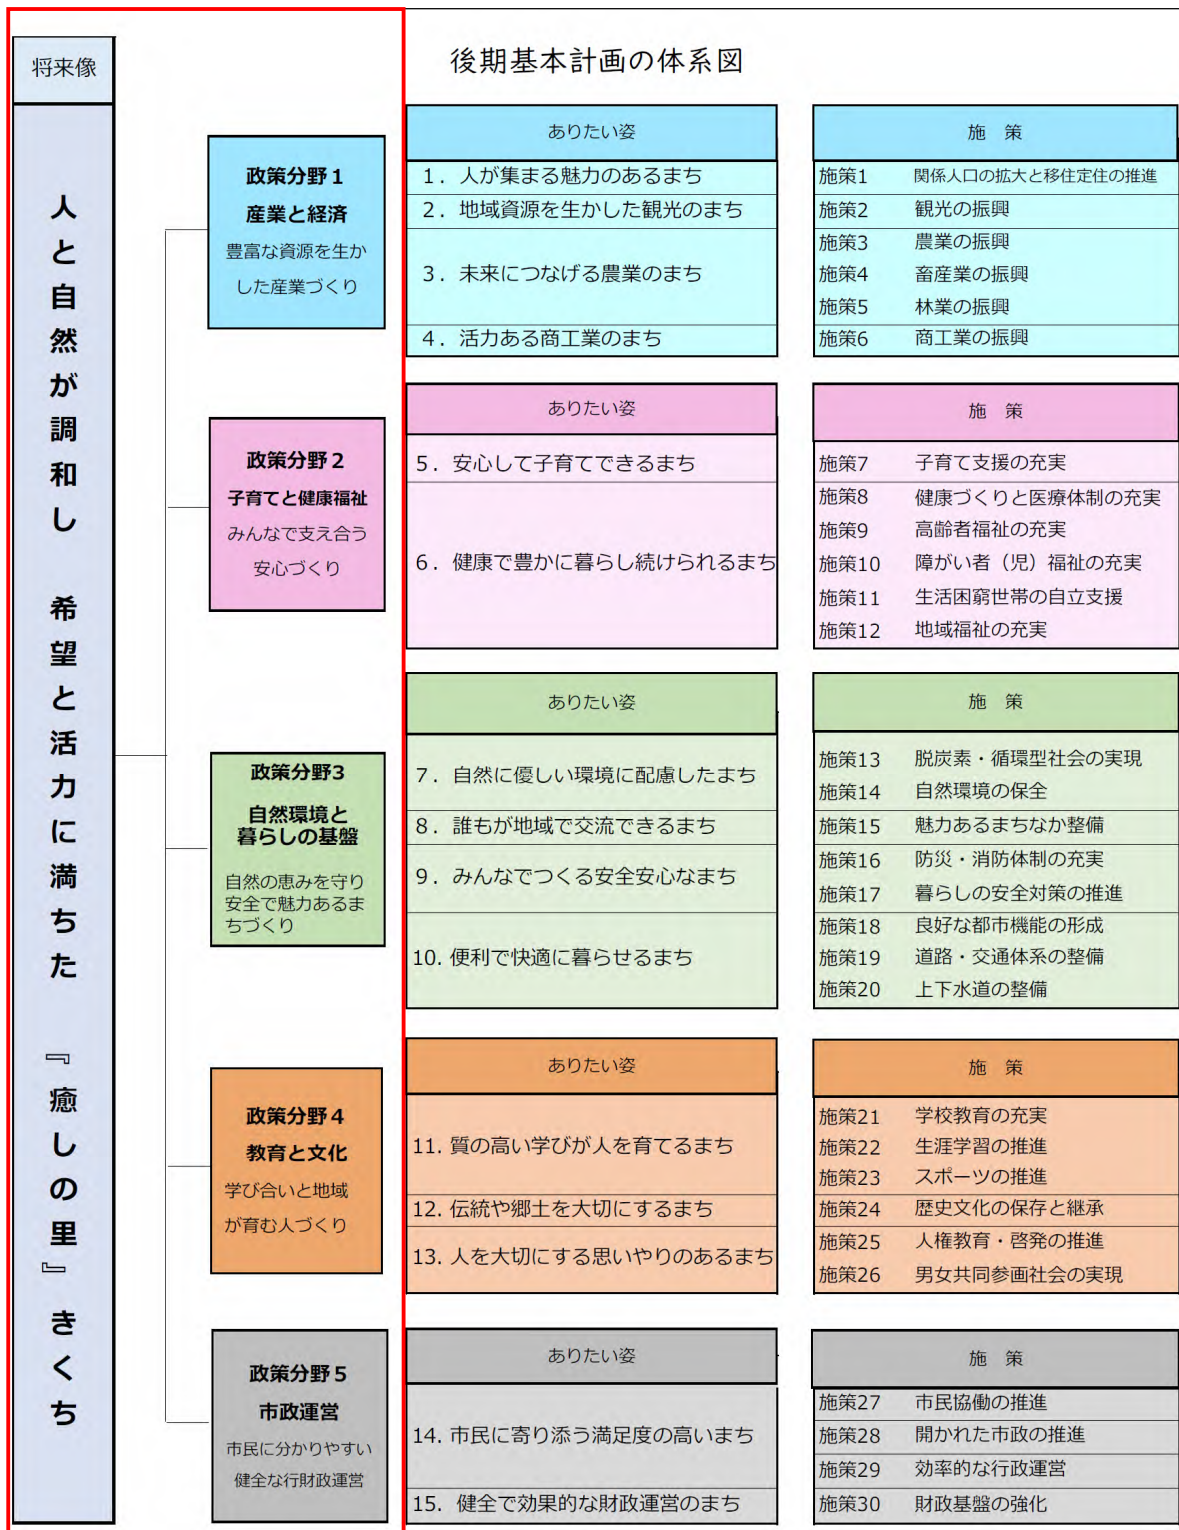 後期基本計画の体系図
将来像
人と自然が調和し 希望と活力に満ちた 『癒しの里』きくち
政策分野１
産業と経済
豊富な資源を生か
した産業づくり
ありたい姿
1．人が集まる魅力のあるまち
2．地域資源を生かした観光のまち
3．未来につなげる農業のまち
4．活力ある商工業のまち
施 策
施策1 関係人口の拡大と移住定住の推進
施策2 観光の振興
施策3 農業の振興
施策4 畜産業の振興
施策5 林業の振興
施策6 商工業の振興
政策分野２
子育てと健康福祉
みんなで支え合う
安心づくり
ありたい姿
5．安心して子育てできるまち
6．健康で豊かに暮らし続けられるまち
施 策
施策7 子育て支援の充実
施策8 健康づくりと医療体制の充実
施策9 高齢者福祉の充実
施策10 障がい者（児）福祉の充実
施策11 生活困窮世帯の自立支援
施策12 地域福祉の充実
政策分野3
自然環境と
暮らしの基盤
自然の恵みを守り
安全で魅力あるま
ちづくり
ありたい姿
7．自然に優しい環境に配慮したまち
8．誰もが地域で交流できるまち
9．みんなでつくる安全安心なまち
10. 便利で快適に暮らせるまち
施 策
施策13 脱炭素・循環型社会の実現
施策14 自然環境の保全
施策15 魅力あるまちなか整備
施策16 防災・消防体制の充実
施策17 暮らしの安全対策の推進
施策18 良好な都市機能の形成
施策19 道路・交通体系の整備
施策20 上下水道の整備
政策分野４
教育と文化
学び合いと地域
が育む人づくり
ありたい姿
11. 質の高い学びが人を育てるまち
12. 伝統や郷土を大切にするまち
13. 人を大切にする思いやりのあるまち
施 策
施策21 学校教育の充実
施策22 生涯学習の推進
施策23 スポーツの推進
施策24 歴史文化の保存と継承
施策25 人権教育・啓発の推進
施策26 男女共同参画社会の実現
政策分野５
市政運営
市民に分かりやすい
健全な行財政運営
ありたい姿
14. 市民に寄り添う満足度の高いまち
15. 健全で効果的な財政運営のまち
施 策
施策27 市民協働の推進
施策28 開かれた市政の推進
施策29 効率的な行政運営
施策30 財政基盤の強化